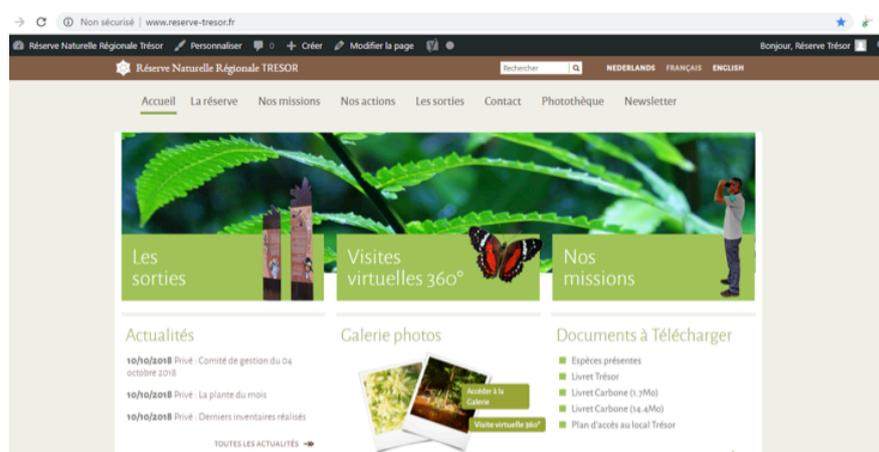 Non sécurisé | www.reserve-tresor.fr
Réserve Naturelle Régionale Trésor Personnaliser 0 + Créer Modifier la page Bonjour, Réserve Trésor
Réserve Naturelle Régionale TRESOR Rechercher NEDERLANDS FRANÇAIS ENGLISH
Accueil La réserve Nos missions Nos actions Les sorties Contact Photothèque Newsletter
Les
sorties
Visites
virtuelles 360°
Nos
missions
Actualités
10/10/2018 Privé : Comité de gestion du 04
octobre 2018
10/10/2018 Privé : La plante du mois
10/10/2018 Privé : Derniers inventaires réalisés
TOUTES LES ACTUALITÉS
Galerie photos
Accéder à la
Galerie
Visite virtuelle 360°
Documents à Télécharger
Espèces présentes
Livret Trésor
Livret Carbone (1.7Mo)
Livret Carbone (14.4Mo)
Plan d'accès au local Trésor